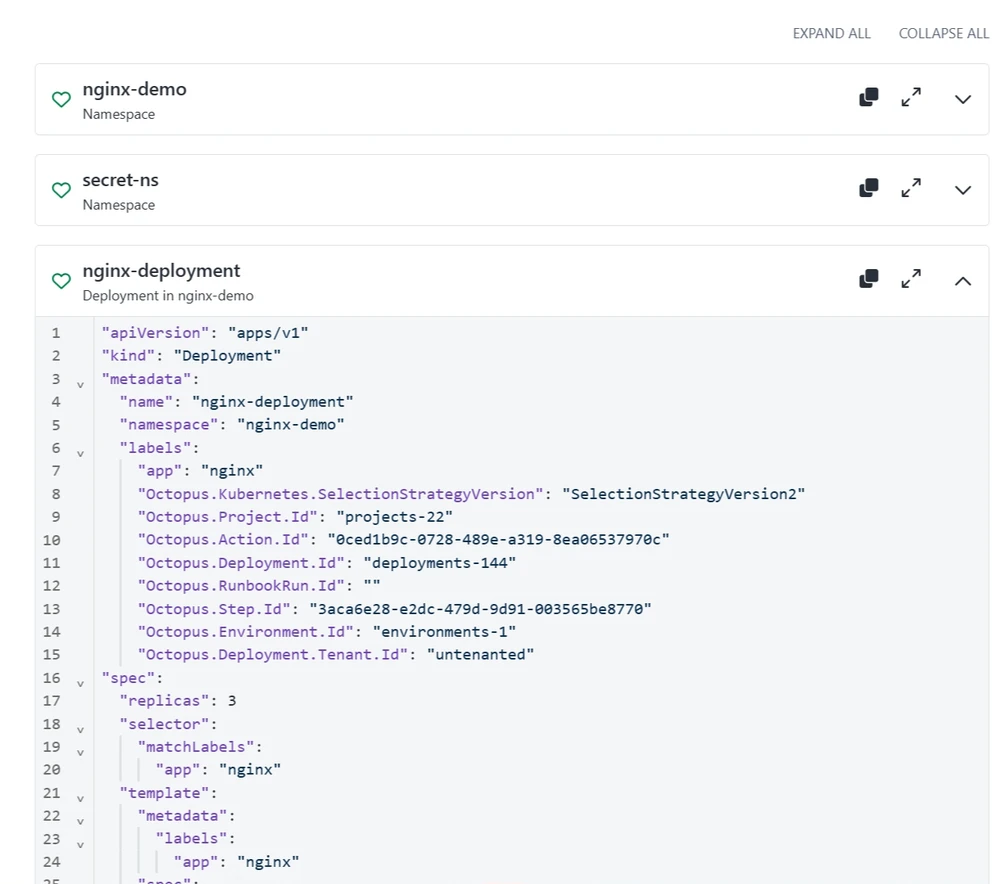 EXPAND ALL COLLAPSE ALL
nginx-demo
Namespace
secret-ns
Namespace
nginx-deployment
Deployment in nginx-demo
1 "apiVersion": "apps/v1"
2 "kind": "Deployment"
3 "metadata":
4 "name": "nginx-deployment"
5 "namespace": "nginx-demo"
6 "labels":
7 "app": "nginx"
8 "Octopus.Kubernetes.SelectionStrategyVersion": "SelectionStrategyVersion2"
9 "Octopus.Project.Id": "projects-22"
10 "Octopus.Action.Id": "0ced1b9c-0728-489e-a319-8ea06537970c"
11 "Octopus.Deployment.Id": "deployments-144"
12 "Octopus.RunbookRun.Id": ""
13 "Octopus.Step.Id": "3aca6e28-e2dc-479d-9d91-003565be8770"
14 "Octopus.Environment.Id": "environments-1"
15 "Octopus.Deployment.Tenant.Id": "untenanted"
16 "spec":
17 "replicas": 3
18 "selector":
19 "matchLabels":
20 "app": "nginx"
21 "template":
22 "metadata":
23 "labels":
24 "app": "nginx"
25 "spec":